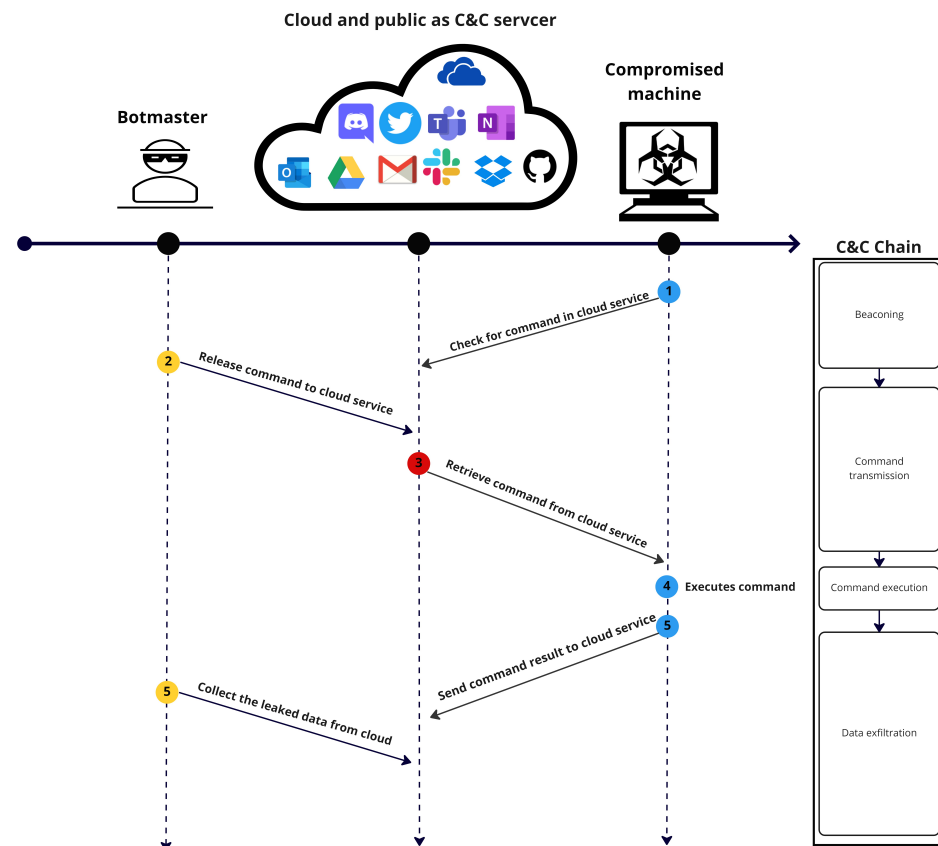 Cloud and public as C&C servcer
Compromised
machine
Botmaster
T
N
O
C&C Chain
1
Beaconing
Check for command in cloud service
2
Release command to cloud service
3
Retrieve command from cloud service
Command
transmission
4
Executes command
Command execution
5
Send command result to cloud service
5
Collect the leaked data from cloud
Data exfiltration